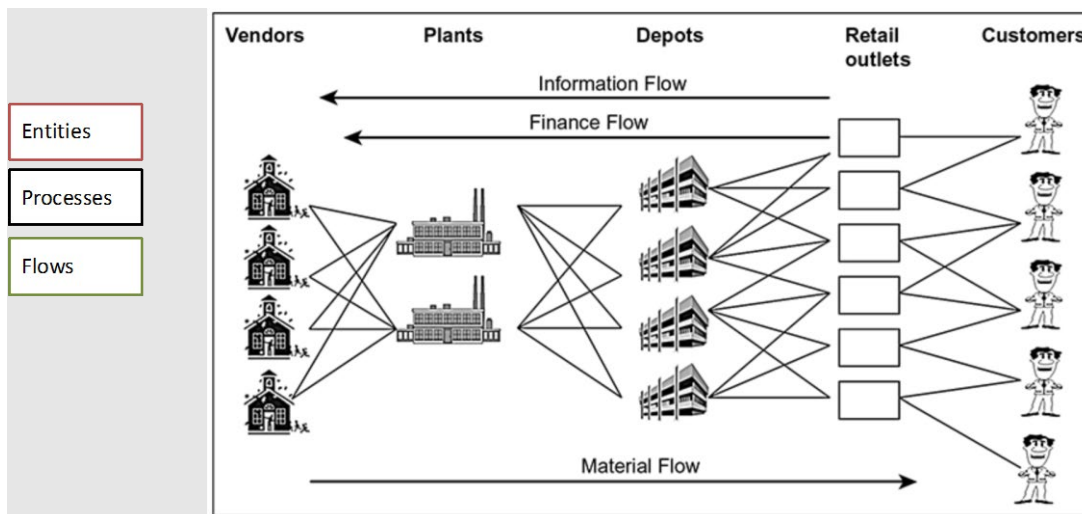 Entities
Processes
Flows
Vendors
Plants
Depots
Retail
outlets
Customers
Information Flow
Finance Flow
Material Flow